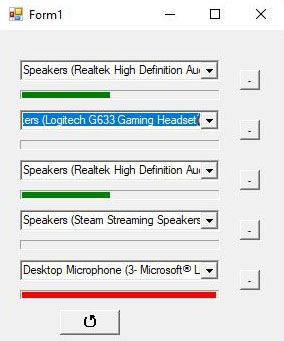 Form1
Speakers (Realtek High Definition Au
-
ers (Logitech G633 Gaming Headset
-
Speakers (Realtek High Definition Au
-
Speakers (Steam Streaming Speakers
-
Desktop Microphone (3- Microsoft® L
-